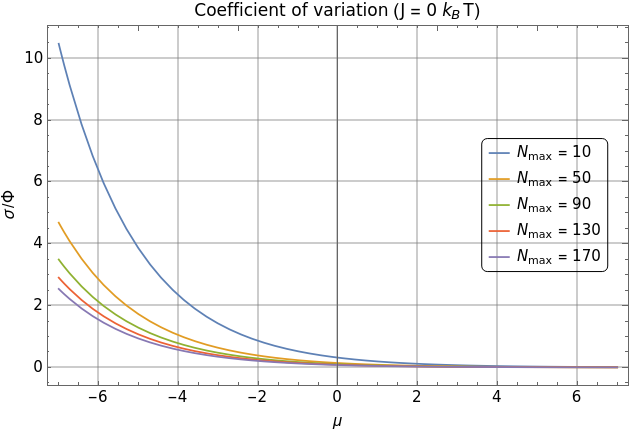 Coefficient of variation (J = 0 k_B T)
σ/Φ
10
8
6
4
2
0
−6
−4
−2
0
2
4
6
μ
N_max = 10
N_max = 50
N_max = 90
N_max = 130
N_max = 170